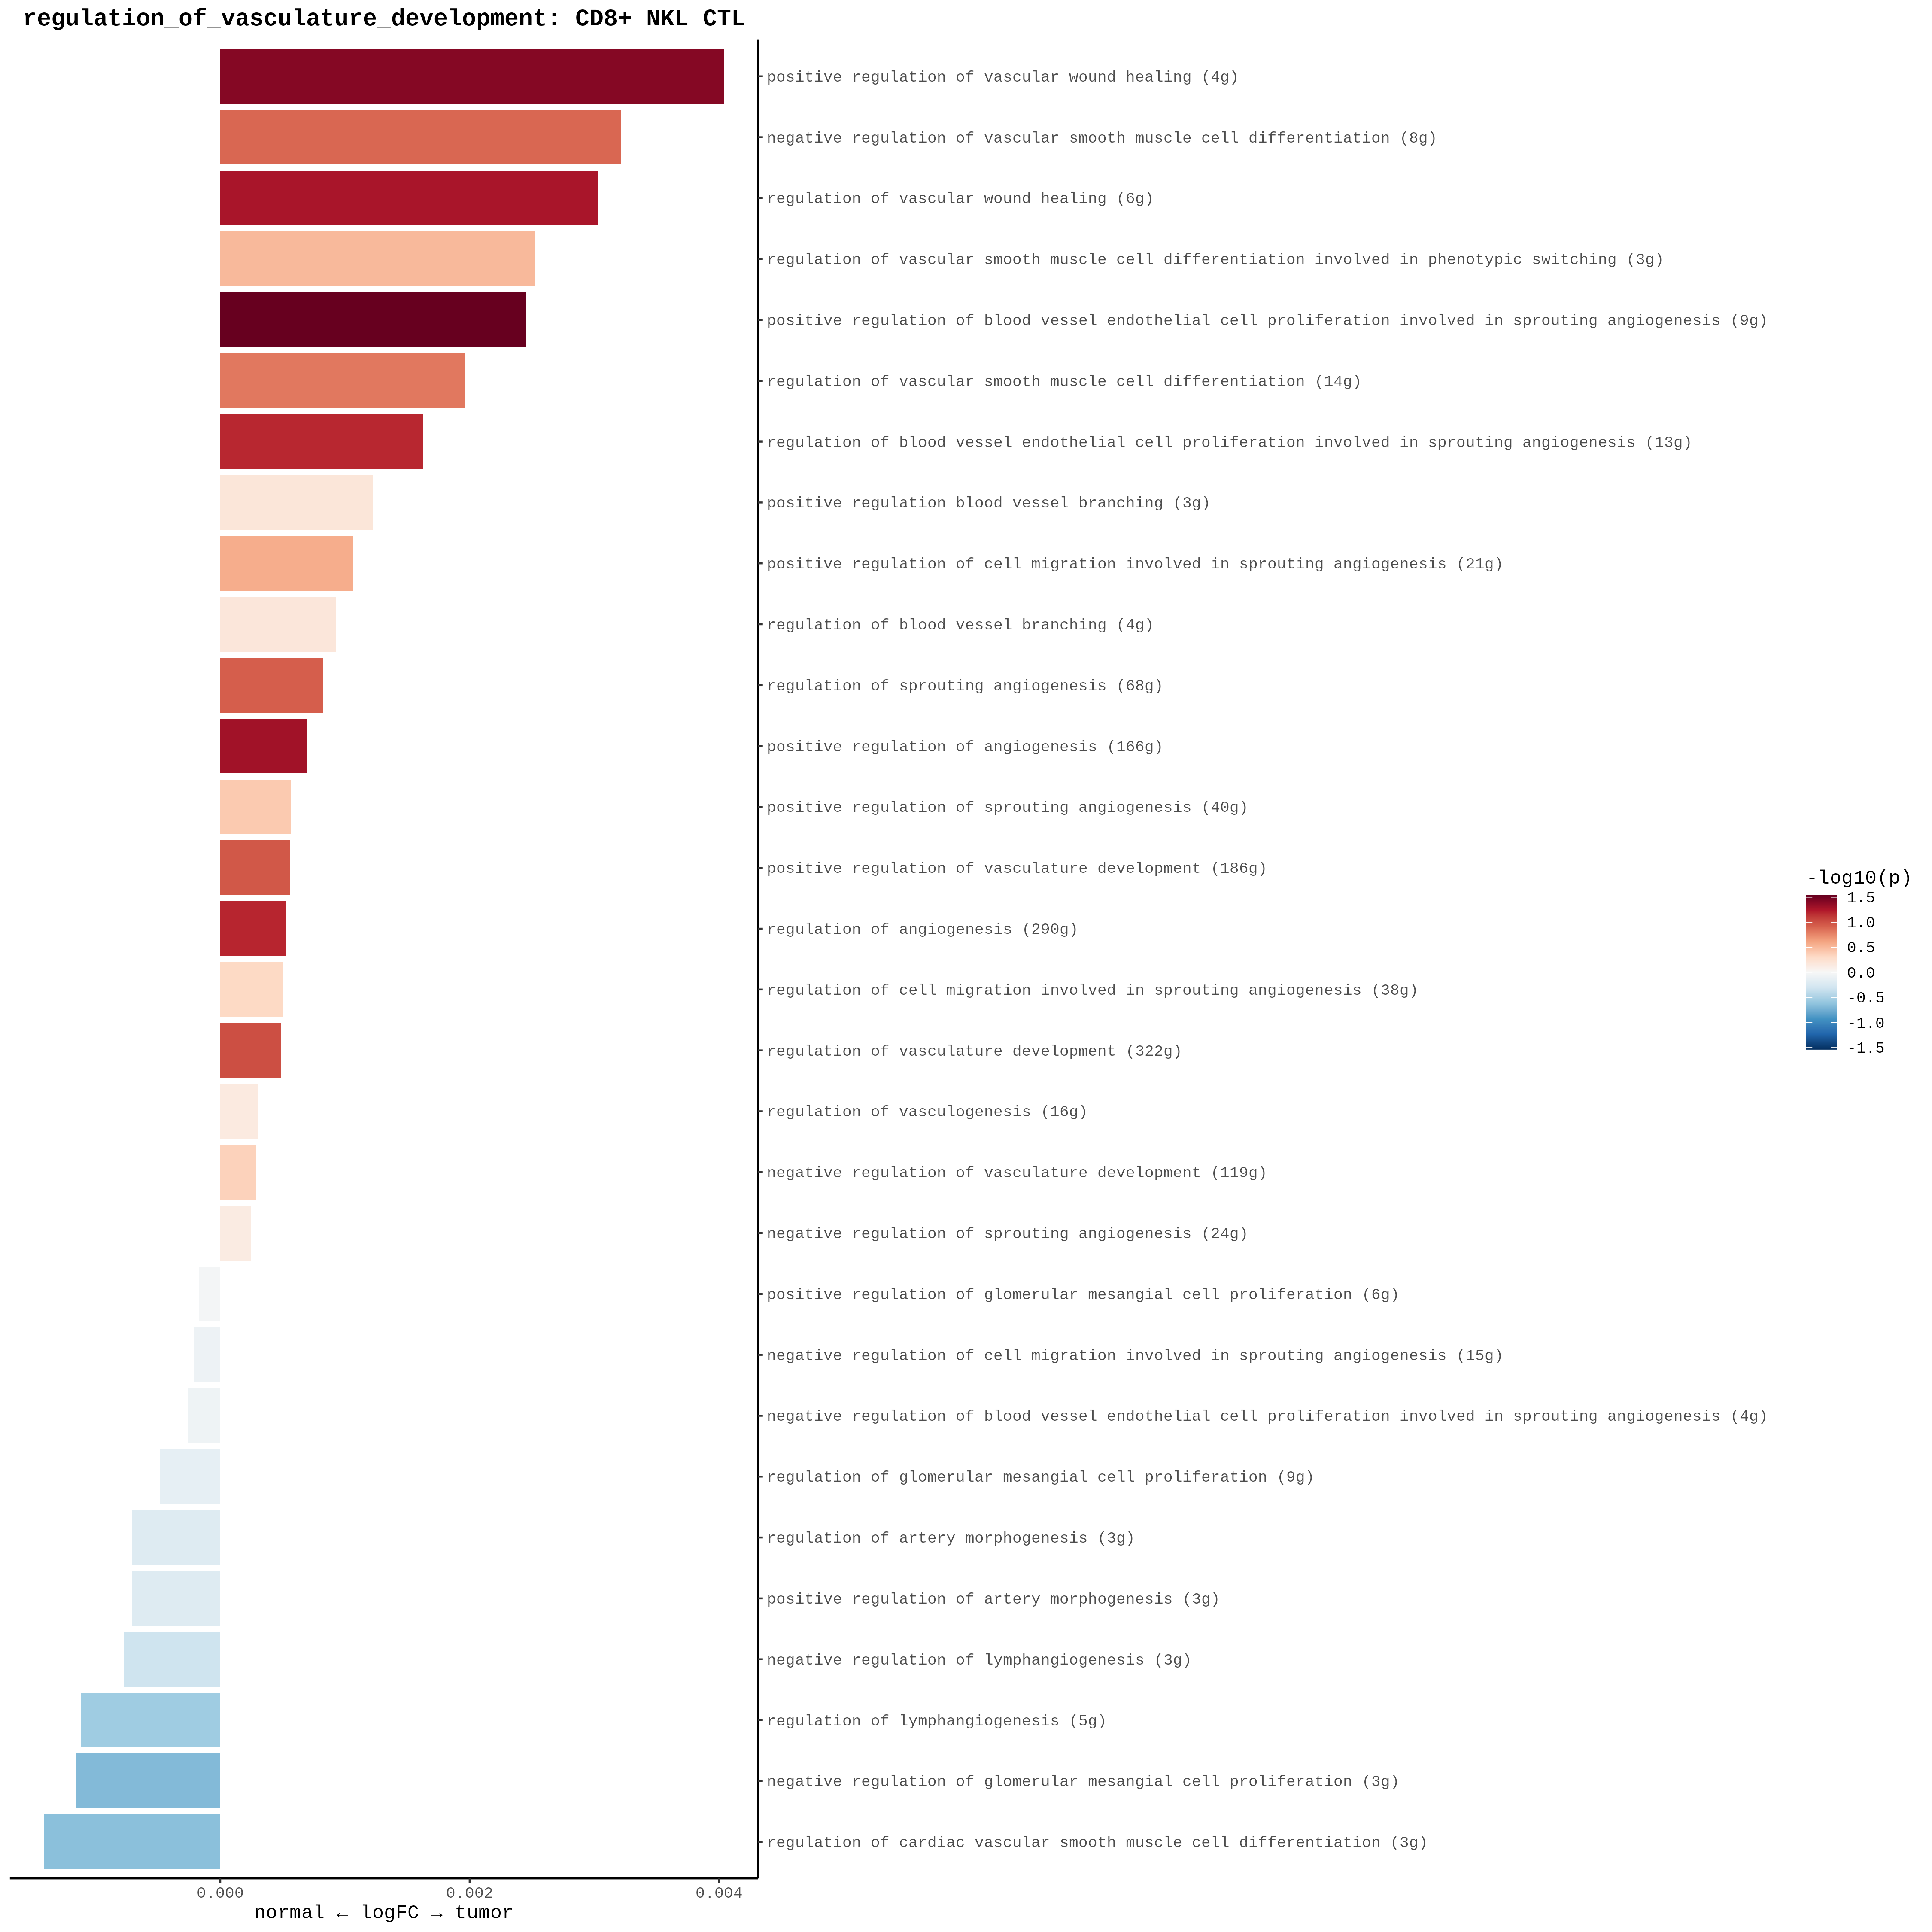 regulation_of_vasculature_development: CD8+ NKL CTL
positive regulation of vascular wound healing (4g)
negative regulation of vascular smooth muscle cell differentiation (8g)
regulation of vascular wound healing (6g)
regulation of vascular smooth muscle cell differentiation involved in phenotypic switching (3g)
positive regulation of blood vessel endothelial cell proliferation involved in sprouting angiogenesis (9g)
regulation of vascular smooth muscle cell differentiation (14g)
regulation of blood vessel endothelial cell proliferation involved in sprouting angiogenesis (13g)
positive regulation blood vessel branching (3g)
positive regulation of cell migration involved in sprouting angiogenesis (21g)
regulation of blood vessel branching (4g)
regulation of sprouting angiogenesis (68g)
positive regulation of angiogenesis (166g)
positive regulation of sprouting angiogenesis (40g)
positive regulation of vasculature development (186g)
regulation of angiogenesis (290g)
regulation of cell migration involved in sprouting angiogenesis (38g)
regulation of vasculature development (322g)
regulation of vasculogenesis (16g)
negative regulation of vasculature development (119g)
negative regulation of sprouting angiogenesis (24g)
positive regulation of glomerular mesangial cell proliferation (6g)
negative regulation of cell migration involved in sprouting angiogenesis (15g)
negative regulation of blood vessel endothelial cell proliferation involved in sprouting angiogenesis (4g)
regulation of glomerular mesangial cell proliferation (9g)
regulation of artery morphogenesis (3g)
positive regulation of artery morphogenesis (3g)
negative regulation of lymphangiogenesis (3g)
regulation of lymphangiogenesis (5g)
negative regulation of glomerular mesangial cell proliferation (3g)
regulation of cardiac vascular smooth muscle cell differentiation (3g)
0.000 0.002 0.004
normal ← logFC → tumor
-log10(p)
1.5
1.0
0.5
0.0
-0.5
-1.0
-1.5